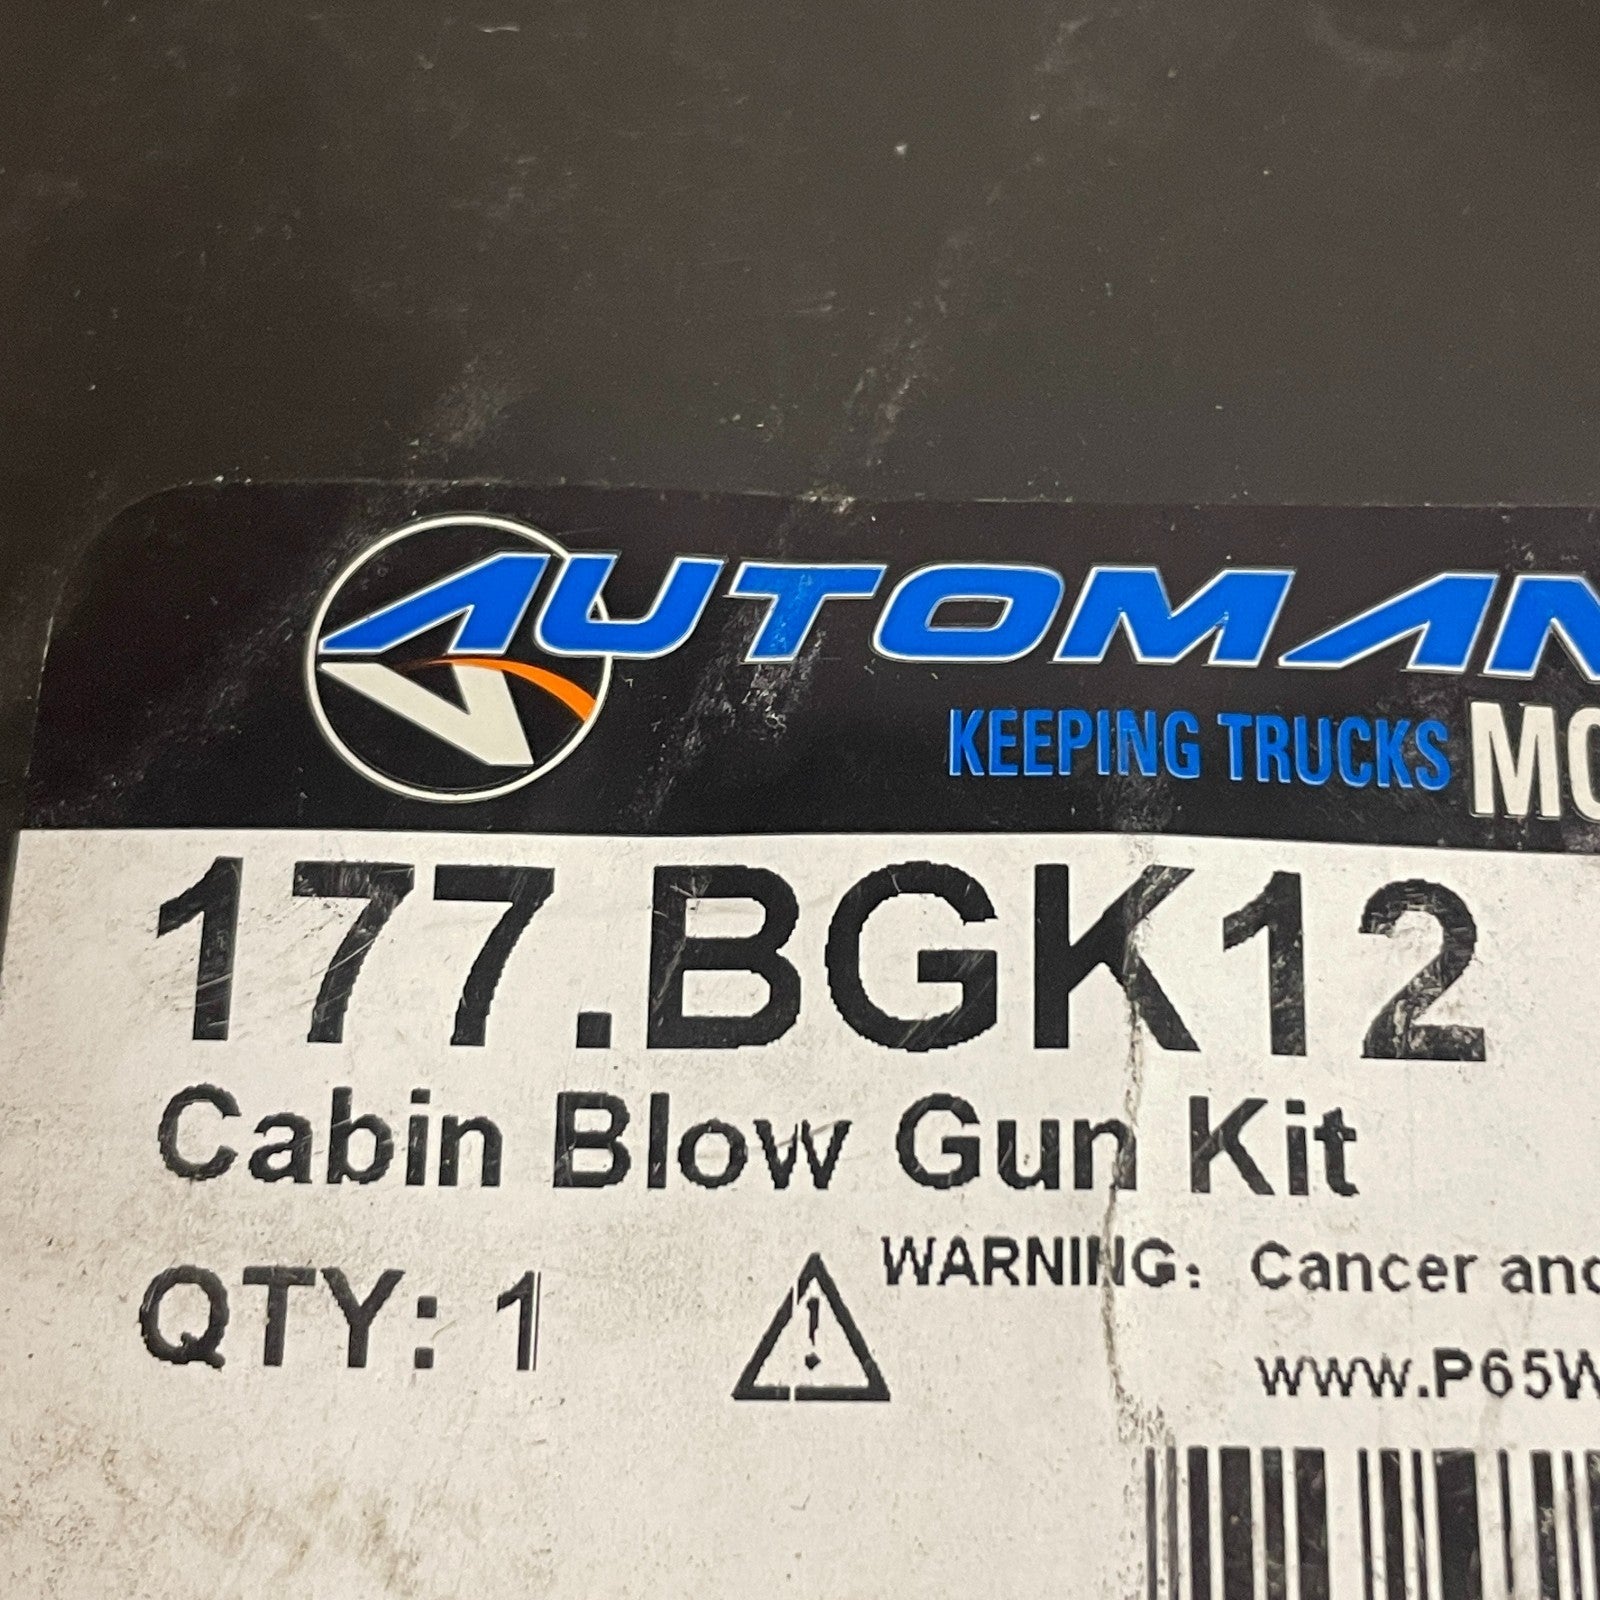 AUTOMAN
KEEPING TRUCKS MO
177.BGK12
Cabin Blow Gun Kit
QTY: 1
WARNING: Cancer and
www.P65W